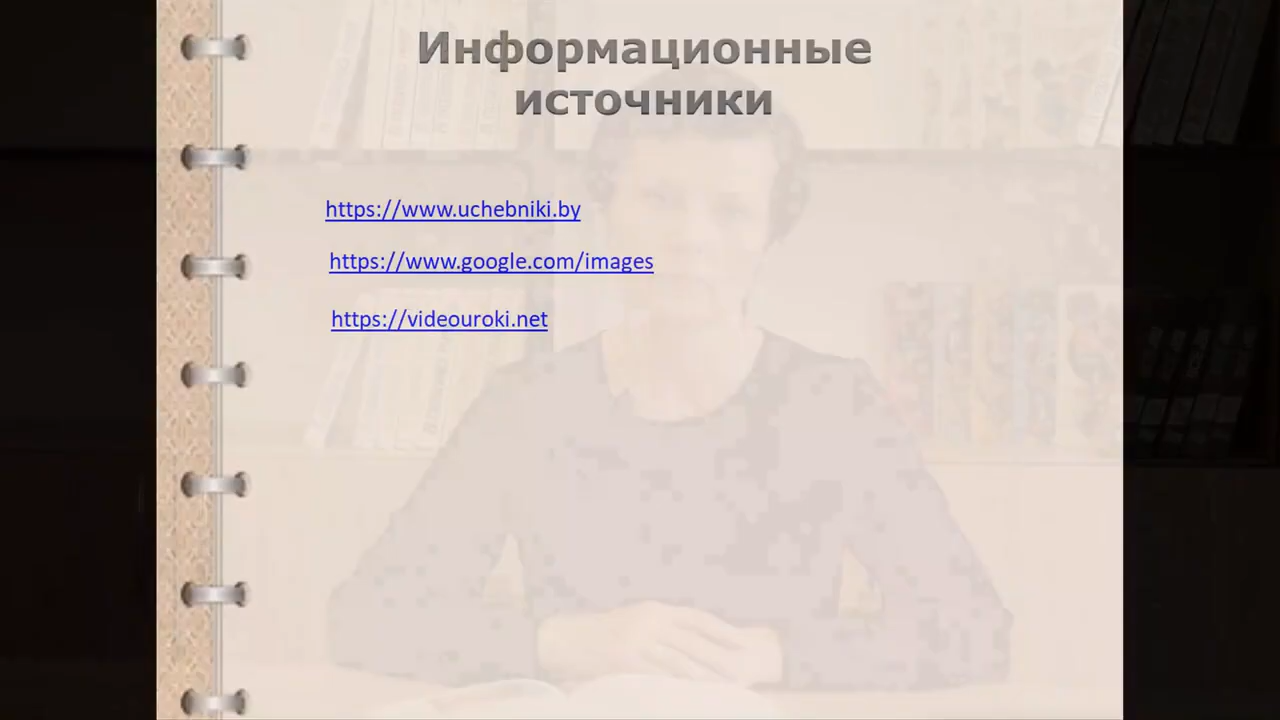 Информационные
источники
https://www.uchebniki.by
https://www.google.com/images
https://videouroki.net